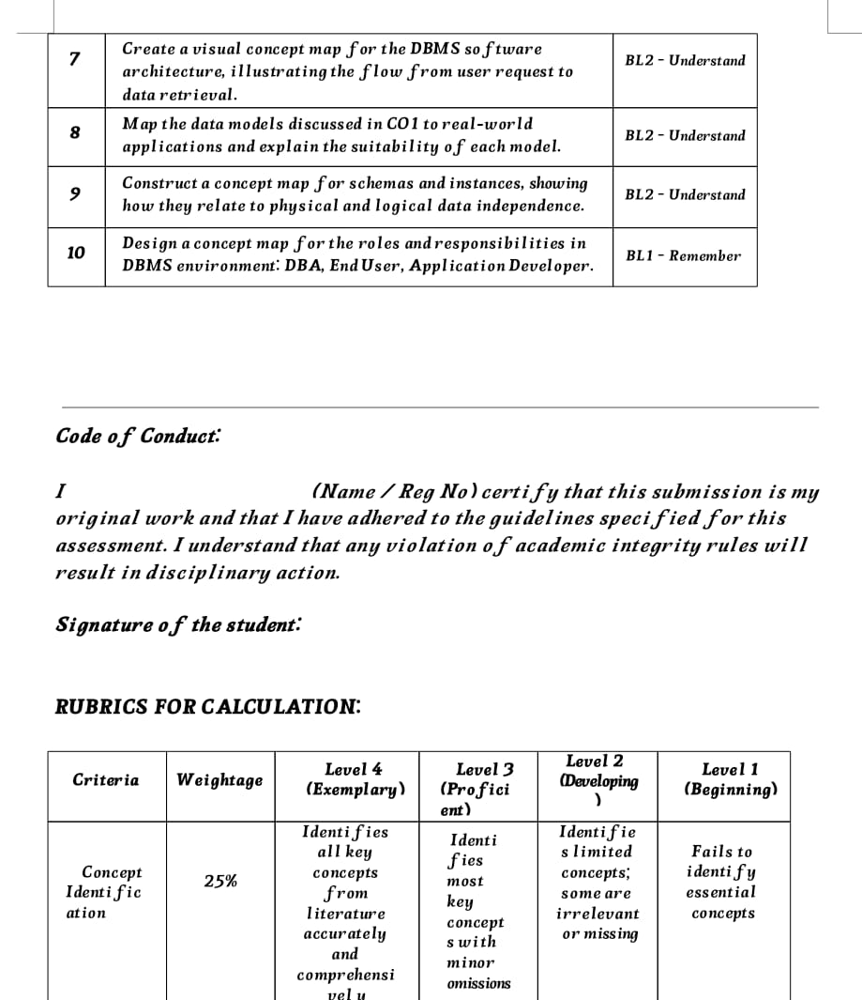 7
Create a visual concept map for the DBMS software
architecture, illustrating the flow from user request to
data retrieval.
BL2 - Understand
8
Map the data models discussed in CO1 to real-world
applications and explain the suitability of each model.
BL2 - Understand
9
Construct a concept map for schemas and instances, showing
how they relate to physical and logical data independence.
BL2 - Understand
10
Design a concept map for the roles and responsibilities in
DBMS environment: DBA, End User, Application Developer.
BL1 - Remember
Code of Conduct:
I (Name / Reg No) certify that this submission is my
original work and that I have adhered to the guidelines specified for this
assessment. I understand that any violation of academic integrity rules will
result in disciplinary action.
Signature of the student:
RUBRICS FOR CALCULATION:
Criteria
Weightage
Level 4
(Exemplary)
Level 3
(Profici
ent)
Level 2
(Developing
)
Level 1
(Beginning)
Concept
Identific
ation
25%
Identifies
all key
concepts
from
literature
accurately
and
comprehensi
vely
Identi
fies
most
key
concept
s with
minor
omissions
Identifie
s limited
concepts;
some are
irrelevant
or missing
Fails to
identify
essential
concepts